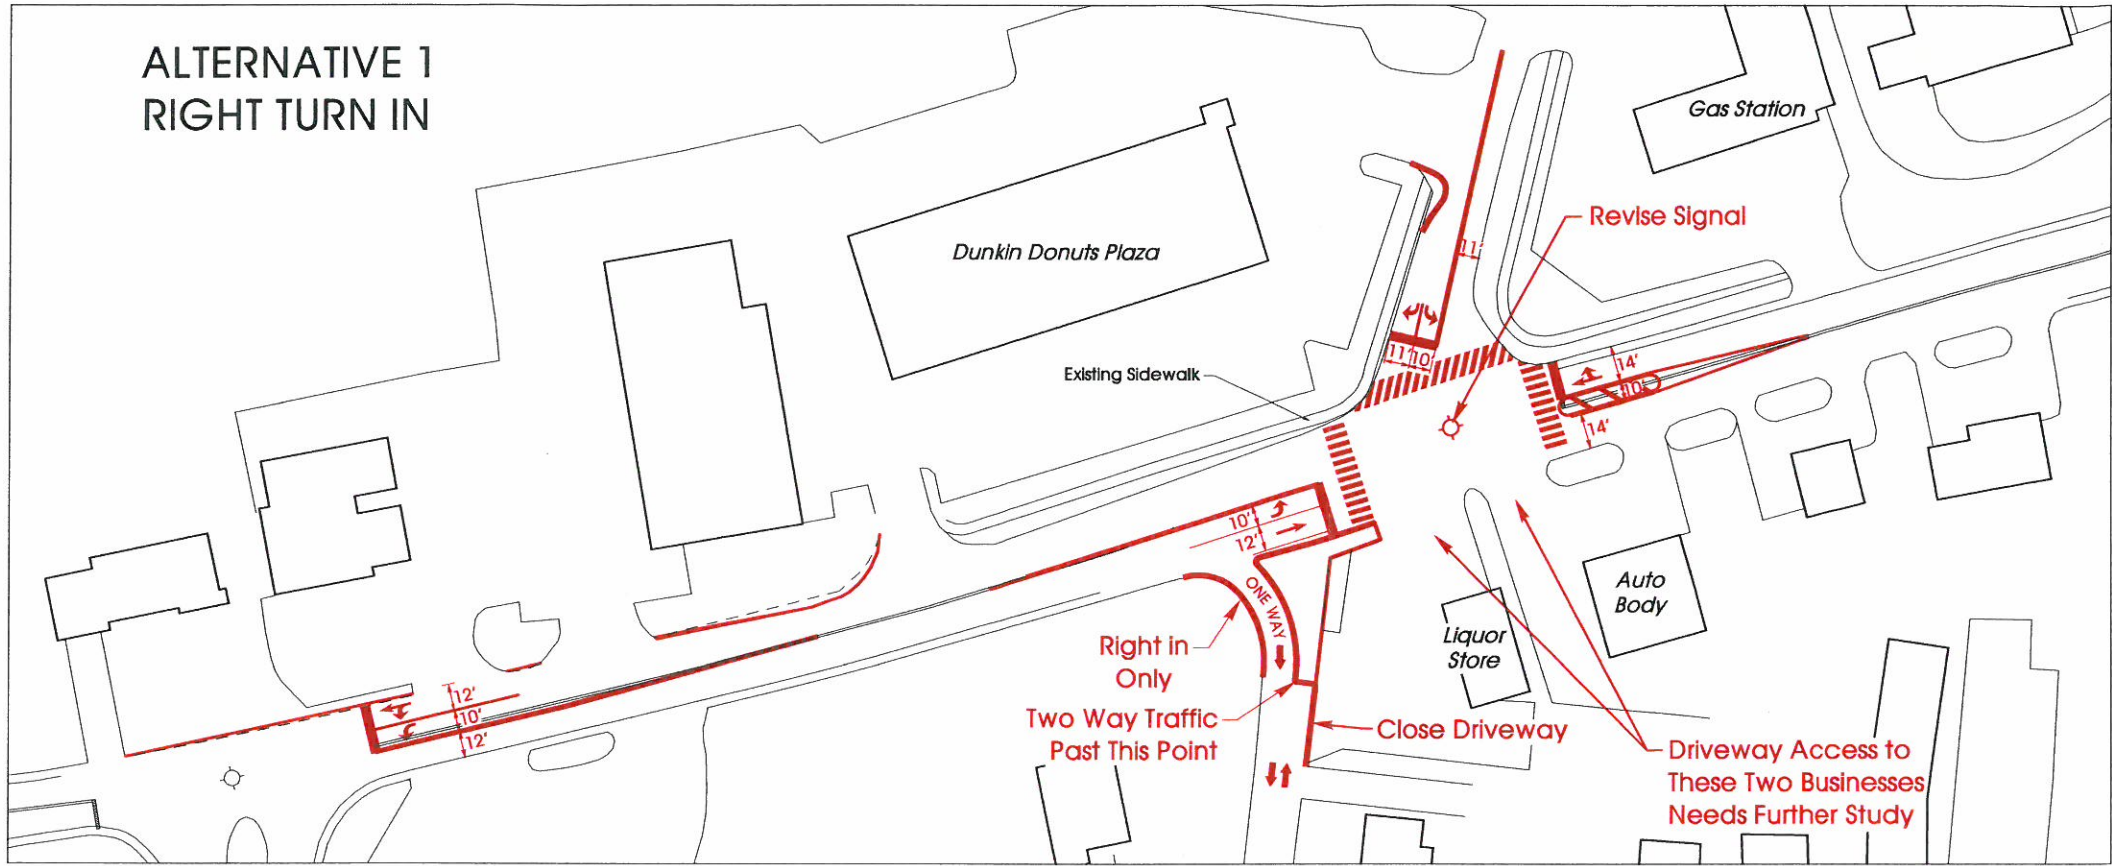 ALTERNATIVE 1
RIGHT TURN IN
Gas Station
Revise Signal
Dunkin Donuts Plaza
11'
Existing Sidewalk
11'
10'
14'
10'
14'
10'
12'
ONE WAY
Auto
Body
Liquor
Store
Right in
Only
Two Way Traffic
Past This Point
Close Driveway
12'
10'
12'
Driveway Access to
These Two Businesses
Needs Further Study